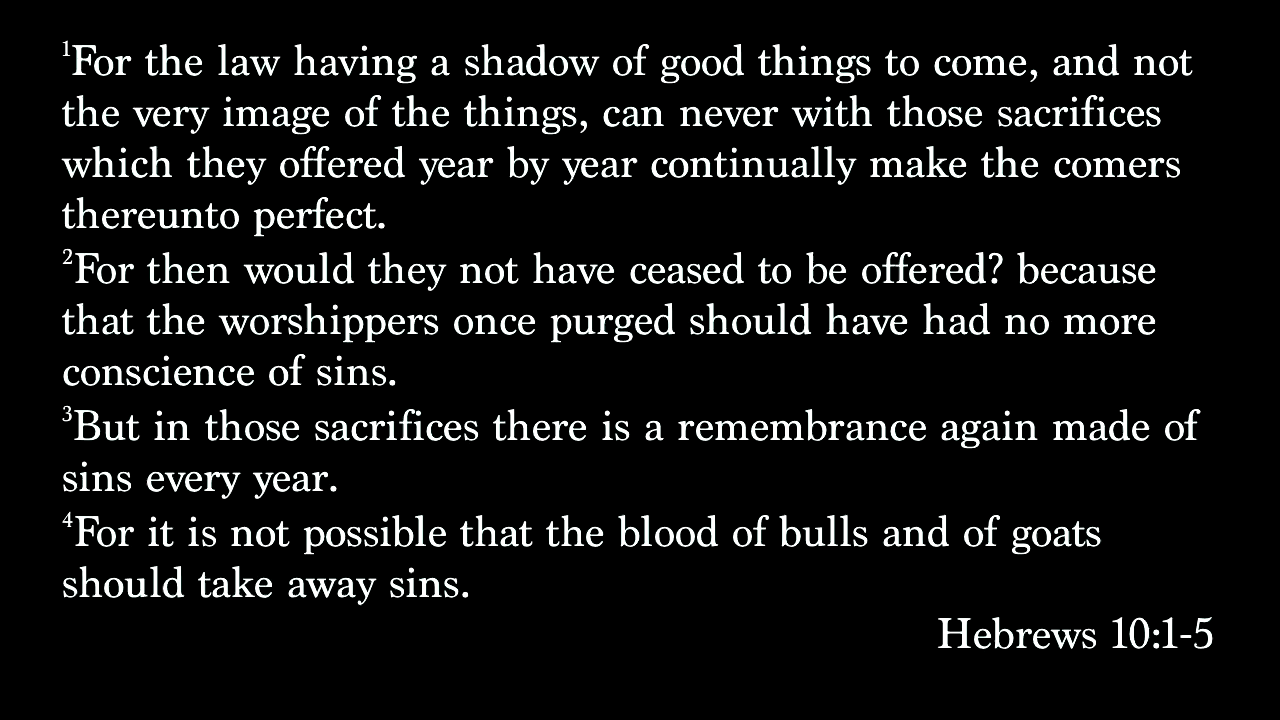 ¹For the law having a shadow of good things to come, and not
the very image of the things, can never with those sacrifices
which they offered year by year continually make the comers
thereunto perfect.
²For then would they not have ceased to be offered? because
that the worshippers once purged should have had no more
conscience of sins.
³But in those sacrifices there is a remembrance again made of
sins every year.
⁴For it is not possible that the blood of bulls and of goats
should take away sins.
Hebrews 10:1-5